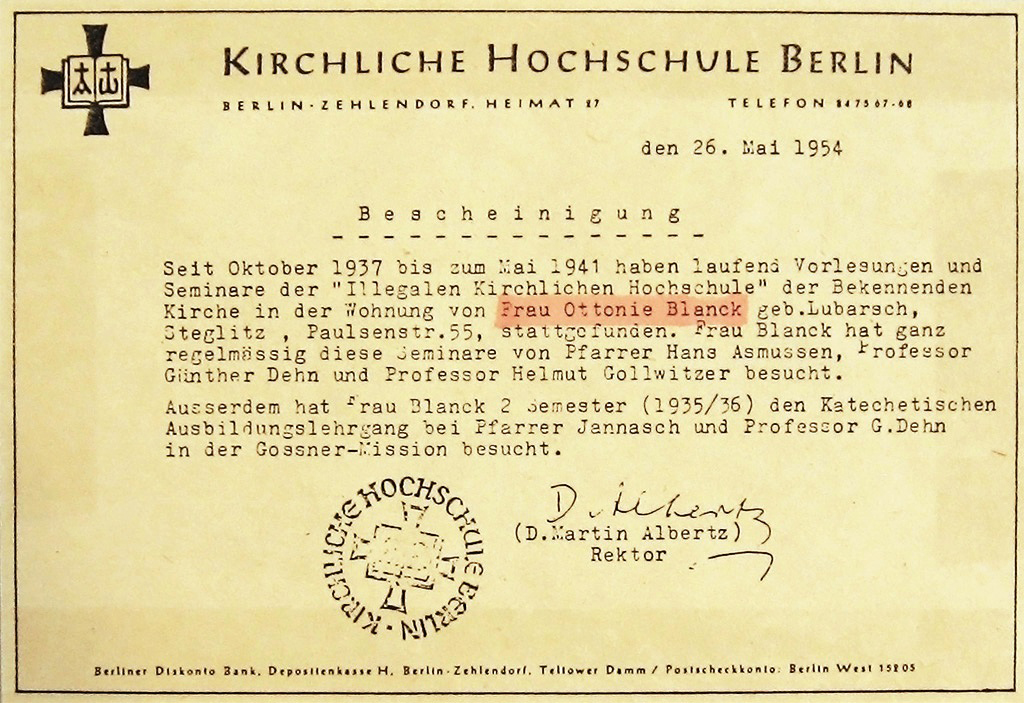 KIRCHLICHE HOCHSCHULE BERLIN
BERLIN-ZEHLENDORF, HEIMAT 27 TELEFON 84 75 67-68
den 26. Mai 1954
Bescheinigung
Seit Oktober 1937 bis zum Mai 1941 haben laufend Vorlesungen und
Seminare der "Illegalen Kirchlichen Hochschule" der Bekennenden
Kirche in der Wohnung von Frau Ottonie Blanck geb.Lubarsch,
Steglitz , Paulsenstr.55, stattgefunden. Frau Blanck hat ganz
regelmässig diese Seminare von Pfarrer Hans Asmussen, Professor
Günther Dehn und Professor Helmut Gollwitzer besucht.
Ausserdem hat Frau Blanck 2 Semester (1935/36) den Katechetischen
Ausbildungslehrgang bei Pfarrer Jannasch und Professor G.Dehn
in der Gossner-Mission besucht.
KIRCHLICHE HOCHSCHULE BERLIN ·
D. Albertz
(D.Martin Albertz)
Rektor
Berliner Diskonto Bank, Depositenkasse H, Berlin-Zehlendorf, Teltower Damm / Postscheckkonto: Berlin West 152 05